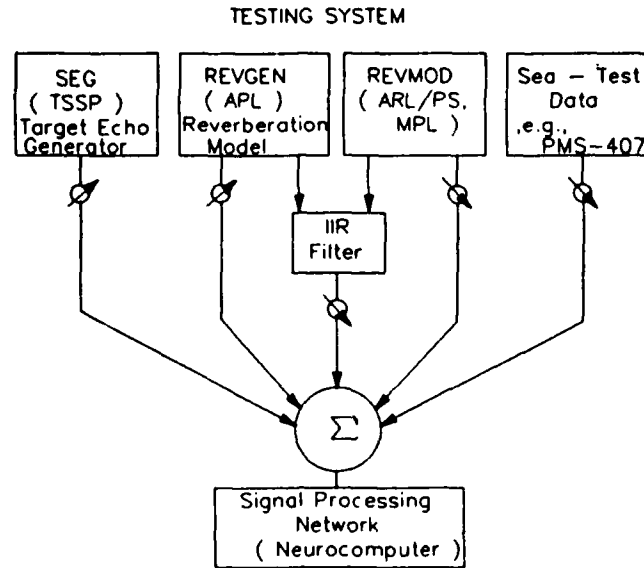 TESTING SYSTEM
SEG
( TSSP )
Target Echo
Generator
REVGEN
( APL )
Reverberation
Model
REVMOD
( ARL/PS,
MPL )
Sea - Test
Data
,e.g.,
PMS-407
IIR
Filter
Σ
Signal Processing
Network
( Neurocomputer )